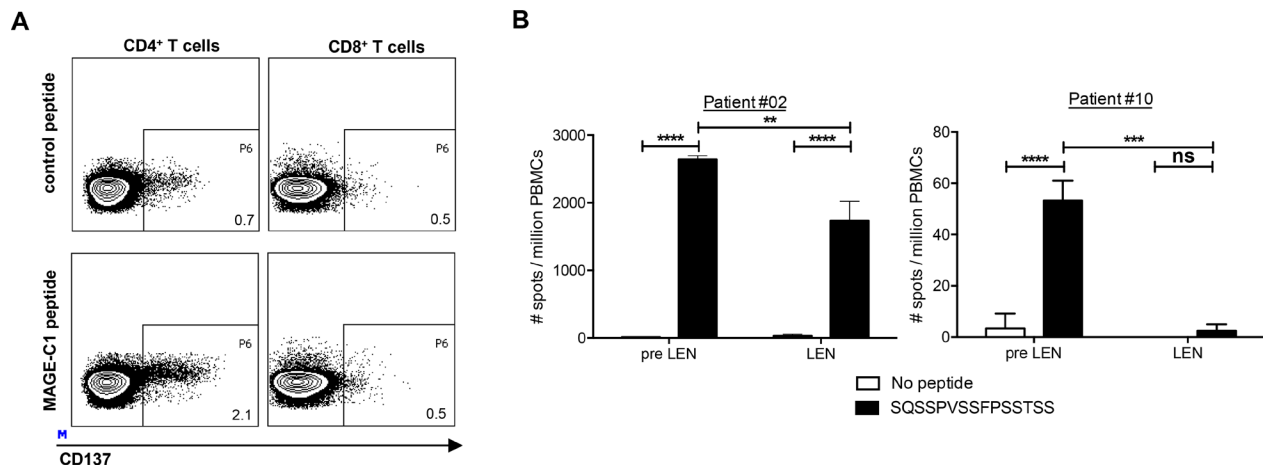 A
CD4+ T cells
CD8+ T cells
control peptide
P6
0.7
P6
0.5
MAGE-C1 peptide
P6
2.1
P6
0.5
M
CD137
B
Patient #02
# spots / million PBMCs
3000
2000
1000
0
**
****
****
pre LEN
LEN
Patient #10
# spots / million PBMCs
80
60
40
20
0
***
****
ns
pre LEN
LEN
No peptide
SQSSPVSSFPSSTSS